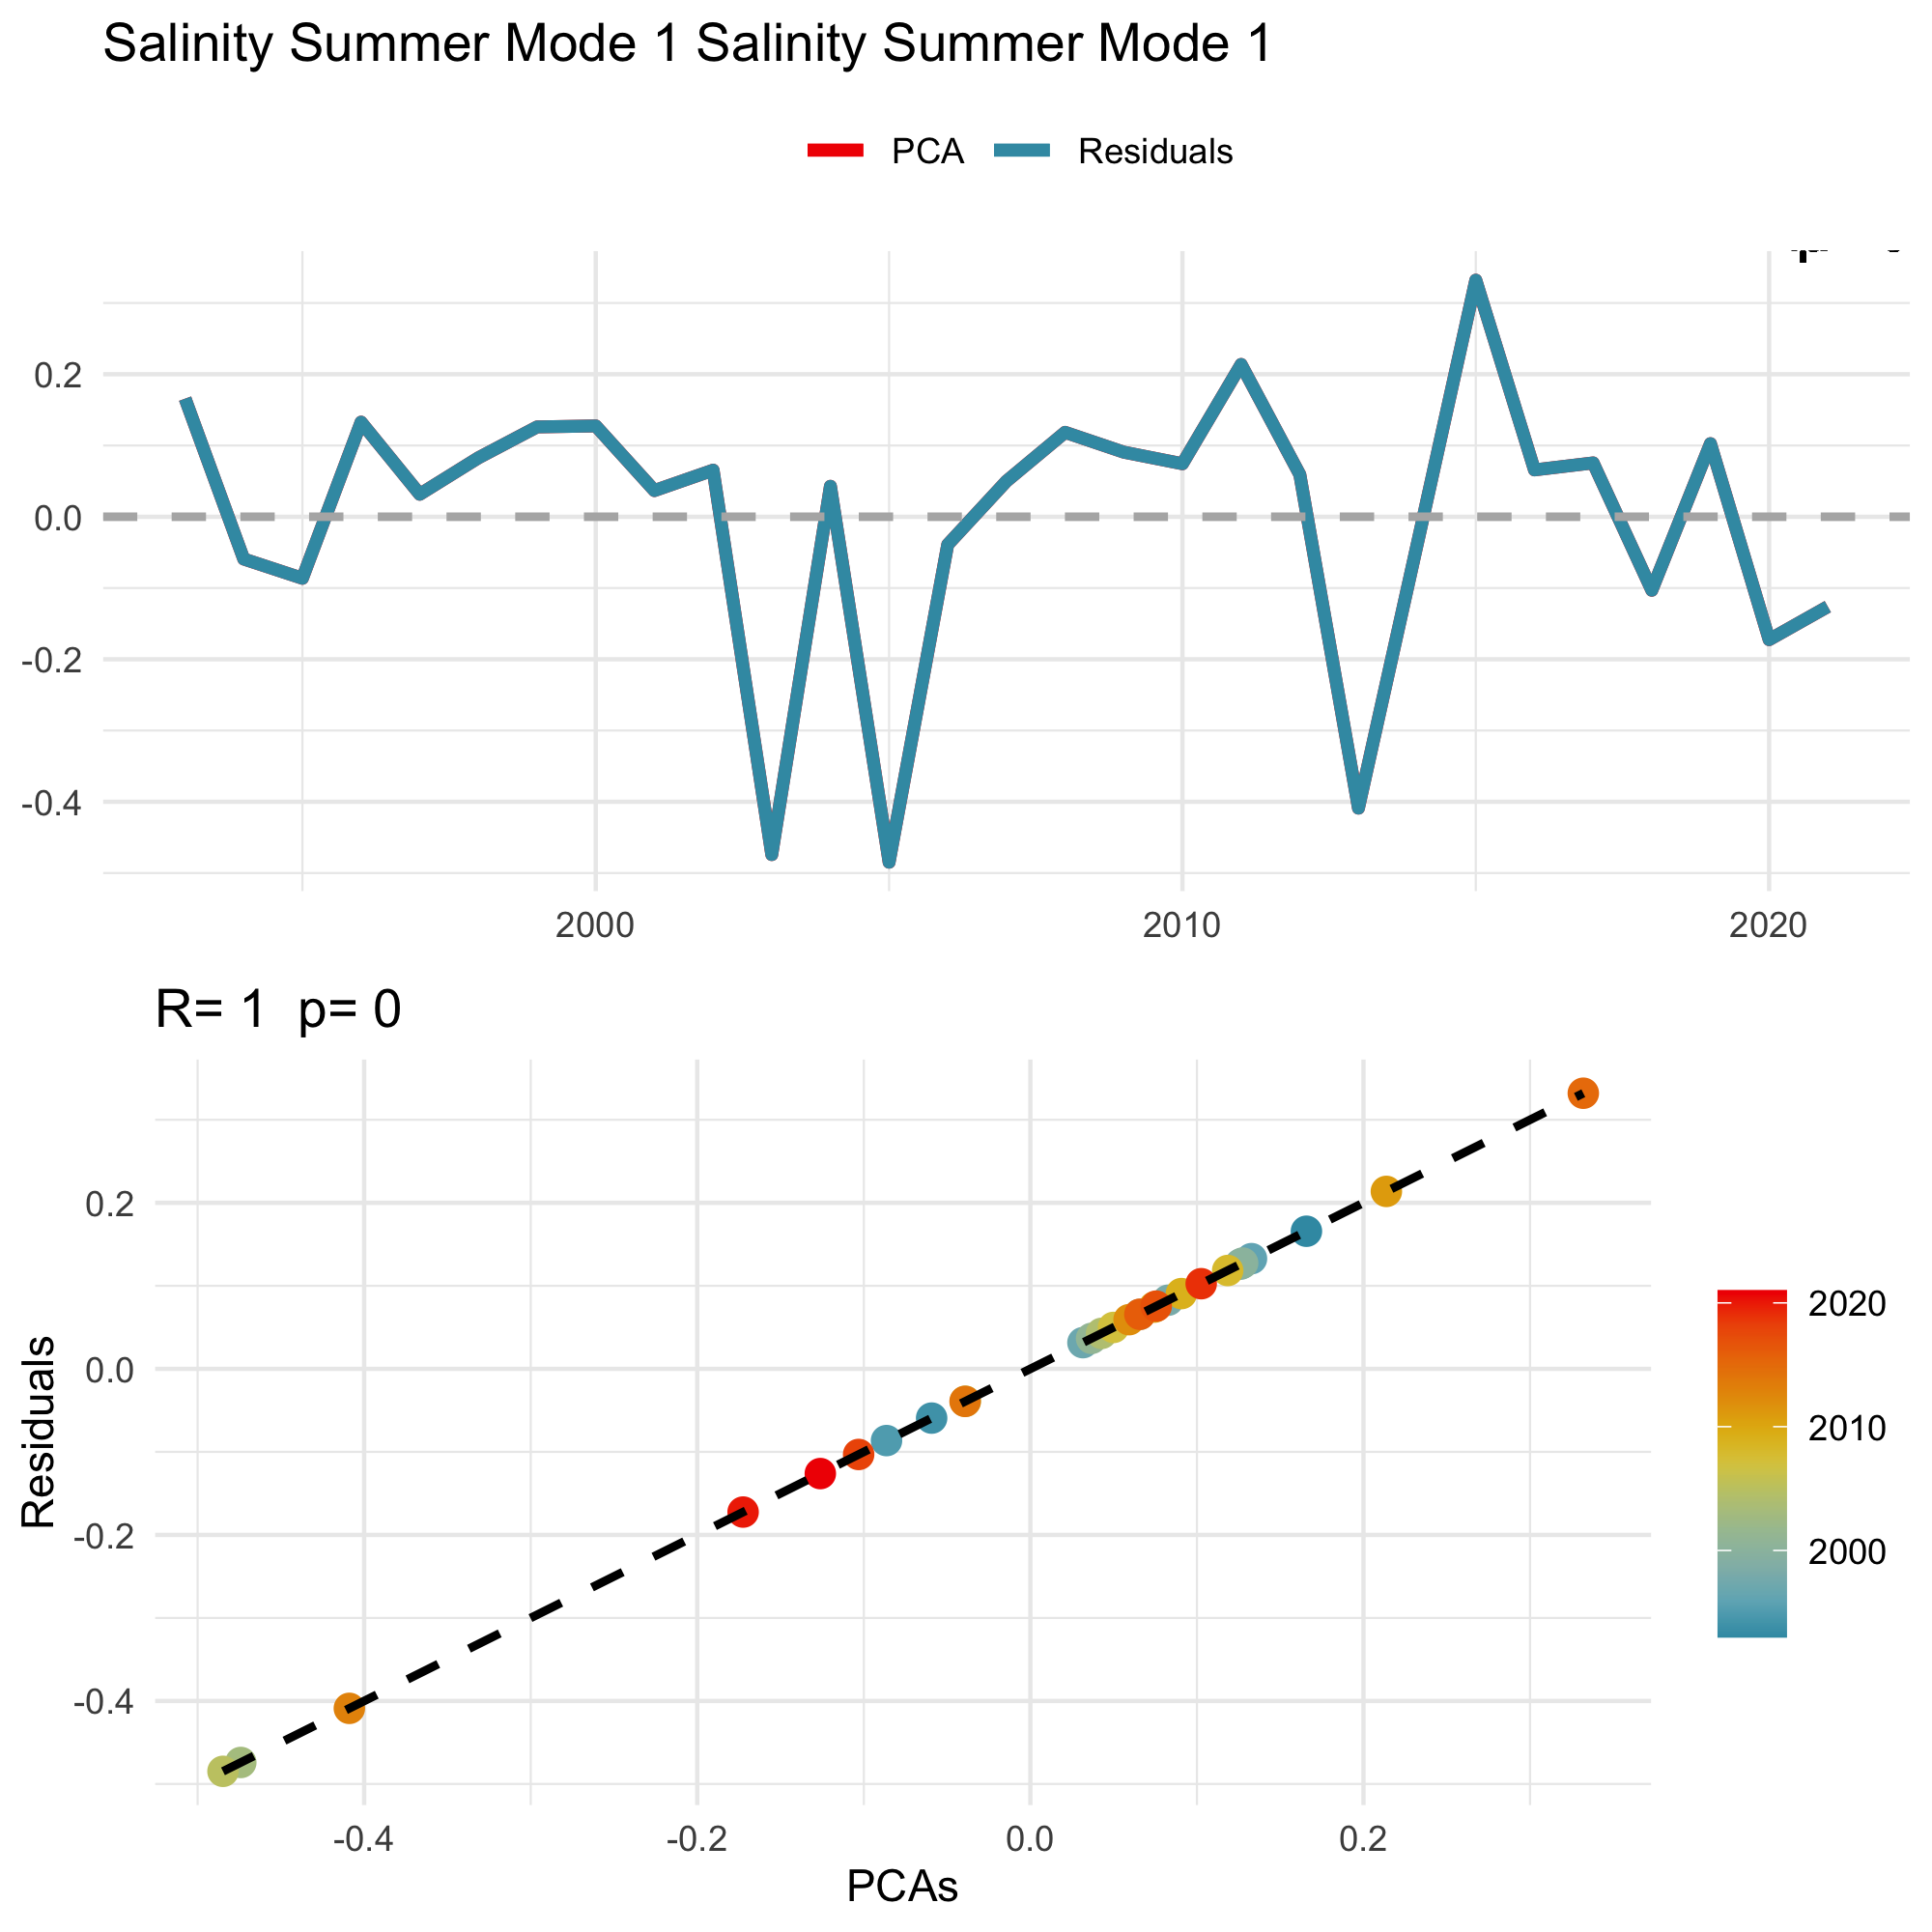 Salinity Summer Mode 1 Salinity Summer Mode 1
PCA Residuals
0.2
0.0
-0.2
-0.4
2000 2010 2020
R= 1 p= 0
Residuals
0.2
0.0
-0.2
-0.4
-0.4 -0.2 0.0 0.2
PCAs
2020
2010
2000